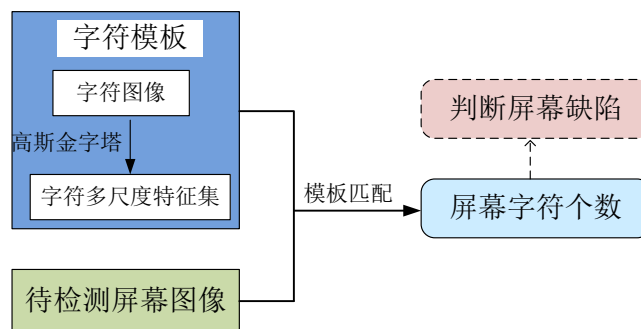 字符模板
字符图像
高斯金字塔
字符多尺度特征集
待检测屏幕图像
模板匹配
判断屏幕缺陷
屏幕字符个数